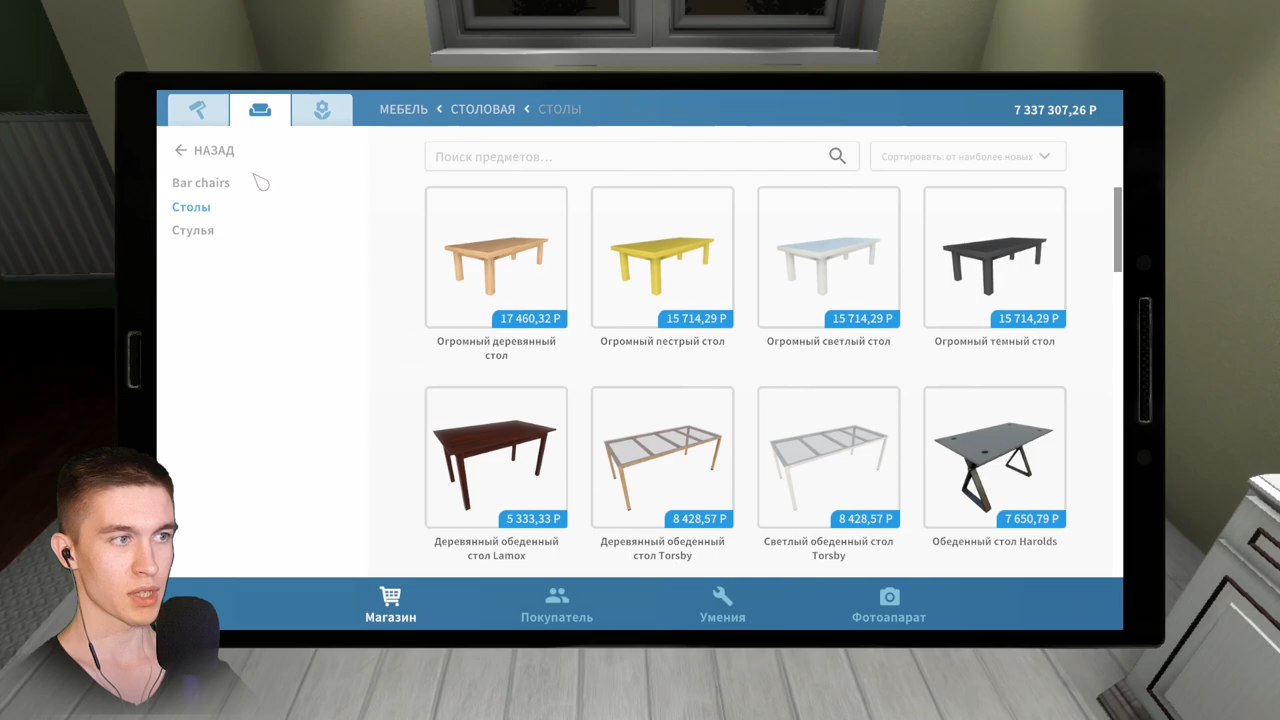 МЕБЕЛЬ < СТОЛОВАЯ < СТОЛЫ
7 337 307,26 Р
НАЗАД
Bar chairs
Столы
Стулья
Поиск предметов...
Сортировать: от наиболее новых
17 460,32 Р
15 714,29 Р
15 714,29 Р
15 714,29 Р
Огромный деревянный
стол
Огромный пестрый стол
Огромный светлый стол
Огромный темный стол
5 333,33 Р
8 428,57 Р
8 428,57 Р
7 650,79 Р
Деревянный обеденный
стол Lamox
Деревянный обеденный
стол Torsby
Светлый обеденный стол
Torsby
Обеденный стол Harolds
Магазин
Покупатель
Умения
Фотоапарат